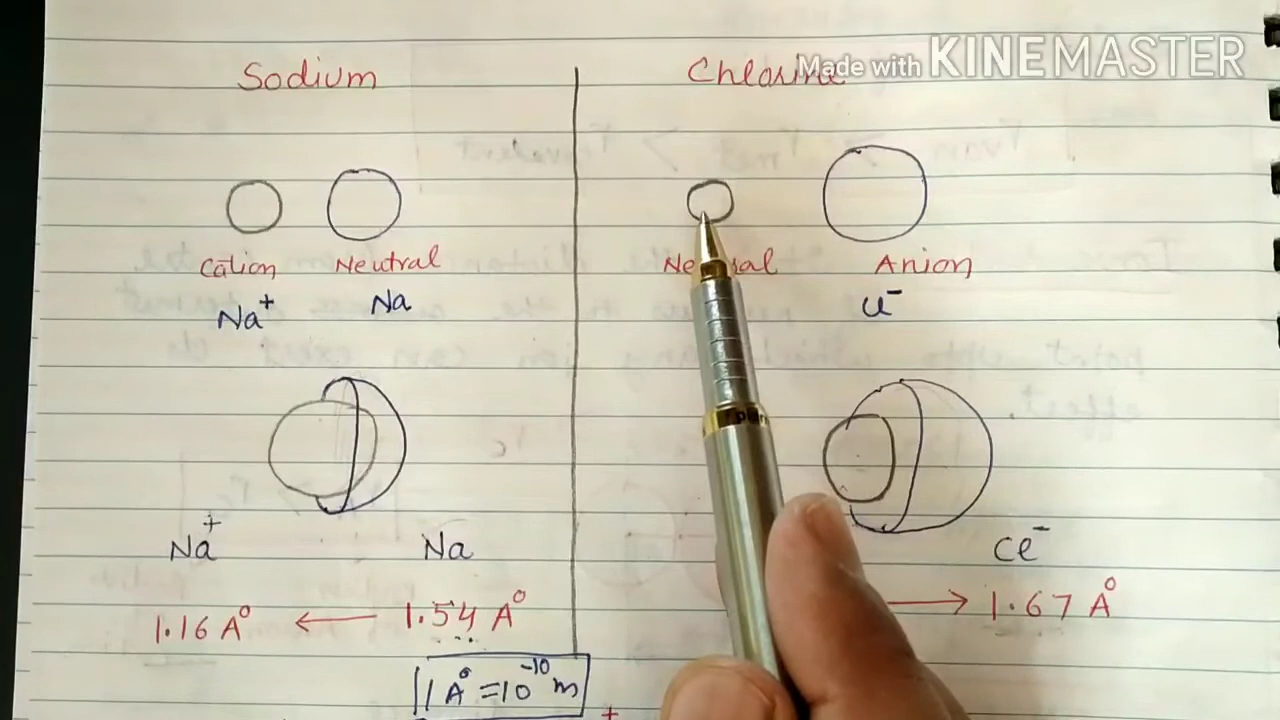 Sodium
Chlorine
Made with KINEMASTER
Cation Neutral
Na⁺ Na
Anion
Cl⁻
Na⁺ Na
1.16 A° ← 1.54 A°
1 A° = 10⁻¹⁰ m
Cl⁻
→ 1.67 A°